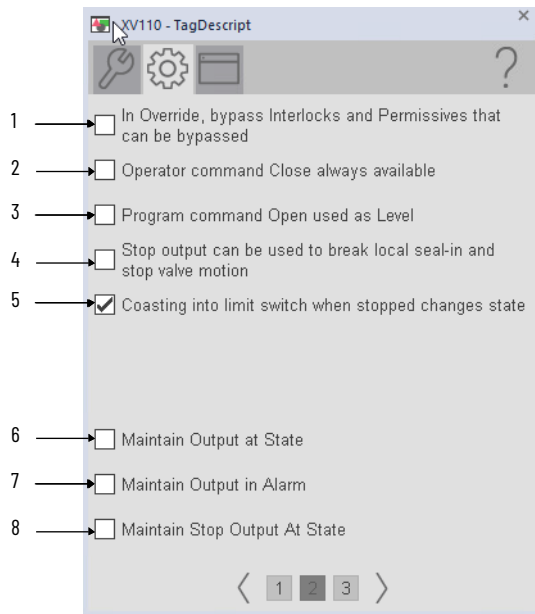 XV110 - TagDescript
1 In Override, bypass Interlocks and Permissives that
can be bypassed
2 Operator command Close always available
3 Program command Open used as Level
4 Stop output can be used to break local seal-in and
stop valve motion
5 Coasting into limit switch when stopped changes state
6 Maintain Output at State
7 Maintain Output in Alarm
8 Maintain Stop Output At State
1 2 3